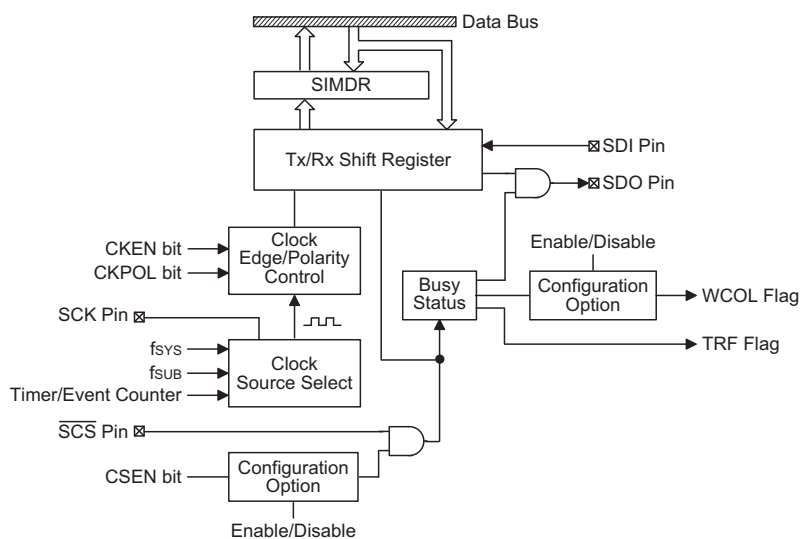 Data Bus
SIMDR
Tx/Rx Shift Register
SDI Pin
SDO Pin
CKEN bit
CKPOL bit
Clock
Edge/Polarity
Control
Enable/Disable
Busy
Status
Configuration
Option
WCOL Flag
TRF Flag
SCK Pin
fSYS
fSUB
Timer/Event Counter
Clock
Source Select
SCS Pin
CSEN bit
Configuration
Option
Enable/Disable